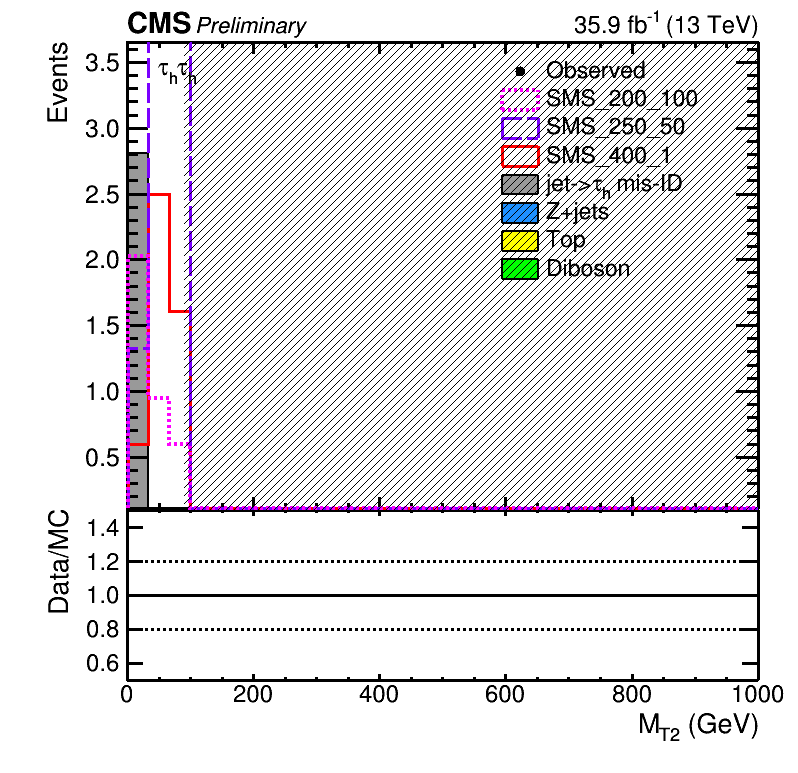 CMS Preliminary 35.9 fb⁻¹ (13 TeV)
Events
τₕτₕ
3.5
3.0
2.5
2.0
1.5
1.0
0.5
Observed
SMS_200_100
SMS_250_50
SMS_400_1
jet->τₕ mis-ID
Z+jets
Top
Diboson
Data/MC
1.4
1.2
1.0
0.8
0.6
0 200 400 600 800 1000
M_T2 (GeV)